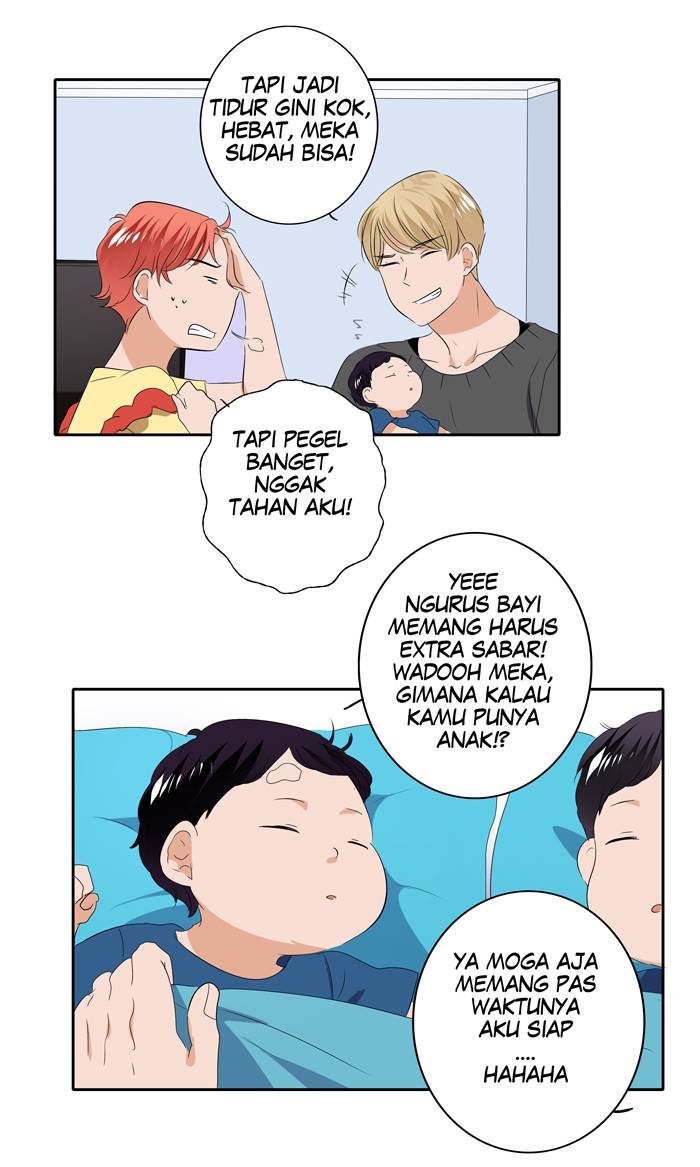 TAPI JADI
TIDUR GINI KOK,
HEBAT, MEKA
SUDAH BISA!
TAPI PEGEL
BANGET,
NGGAK
TAHAN AKU!
YEEE
NGURUS BAYI
MEMANG HARUS
EXTRA SABAR!
WADOOH MEKA,
GIMANA KALAU
KAMU PUNYA
ANAK!?
YA MOGA AJA
MEMANG PAS
WAKTUNYA
AKU SIAP
....
HAHAHA